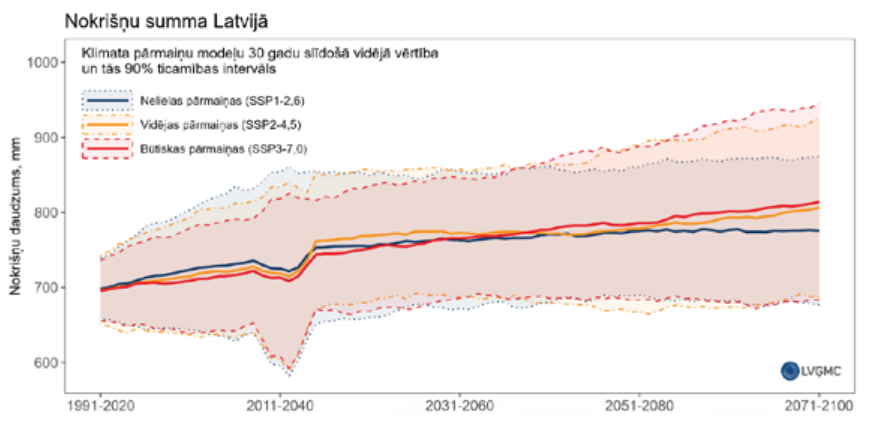 Nokrišņu summa Latvijā
Klimata pārmaiņu modeļu 30 gadu slīdošā vidējā vērtība
un tās 90% ticamības intervāls
Nelielas pārmaiņas (SSP1-2,6)
Vidējas pārmaiņas (SSP2-4,5)
Būtiskas pārmaiņas (SSP3-7,0)
Nokrišņu daudzums, mm
1000
900
800
700
600
LVĢMC
1991-2020 2011-2040 2031-2060 2051-2080 2071-2100